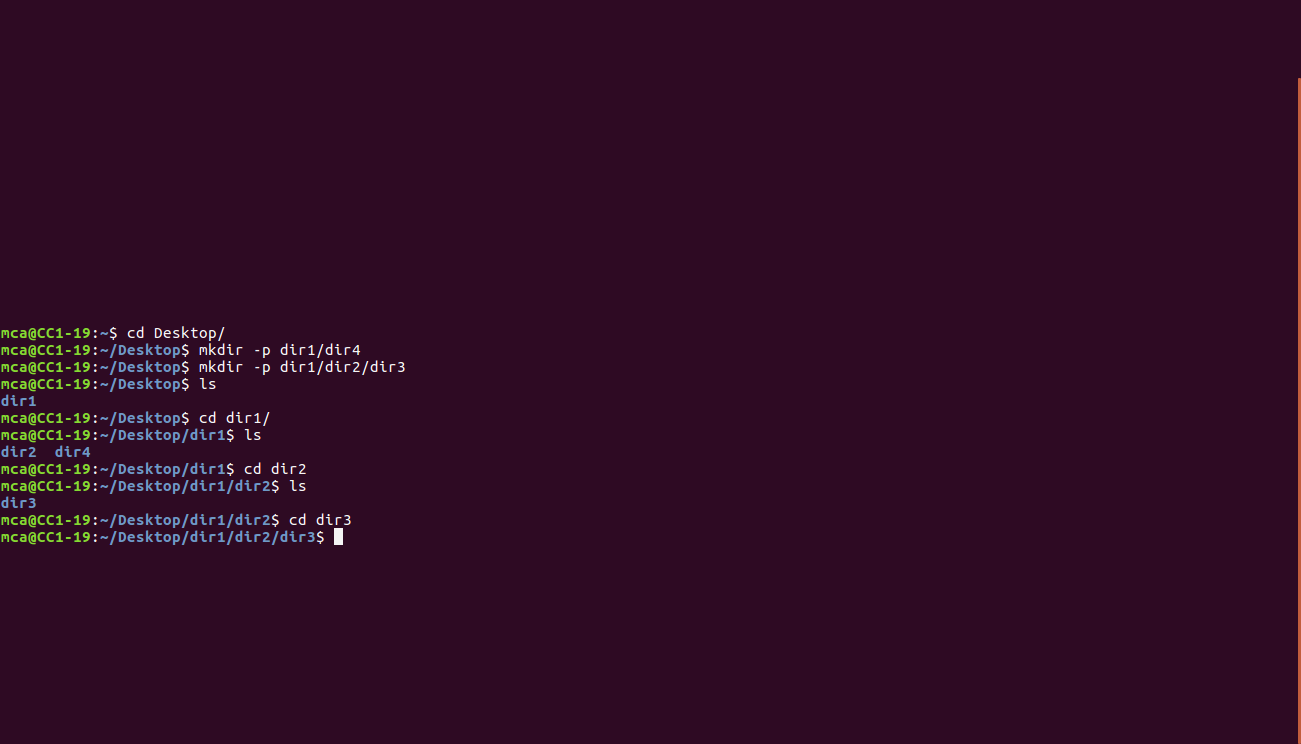 mca@CC1-19:~$ cd Desktop/
mca@CC1-19:~/Desktop$ mkdir -p dir1/dir4
mca@CC1-19:~/Desktop$ mkdir -p dir1/dir2/dir3
mca@CC1-19:~/Desktop$ ls
dir1
mca@CC1-19:~/Desktop$ cd dir1/
mca@CC1-19:~/Desktop/dir1$ ls
dir2  dir4
mca@CC1-19:~/Desktop/dir1$ cd dir2
mca@CC1-19:~/Desktop/dir1/dir2$ ls
dir3
mca@CC1-19:~/Desktop/dir1/dir2$ cd dir3
mca@CC1-19:~/Desktop/dir1/dir2/dir3$